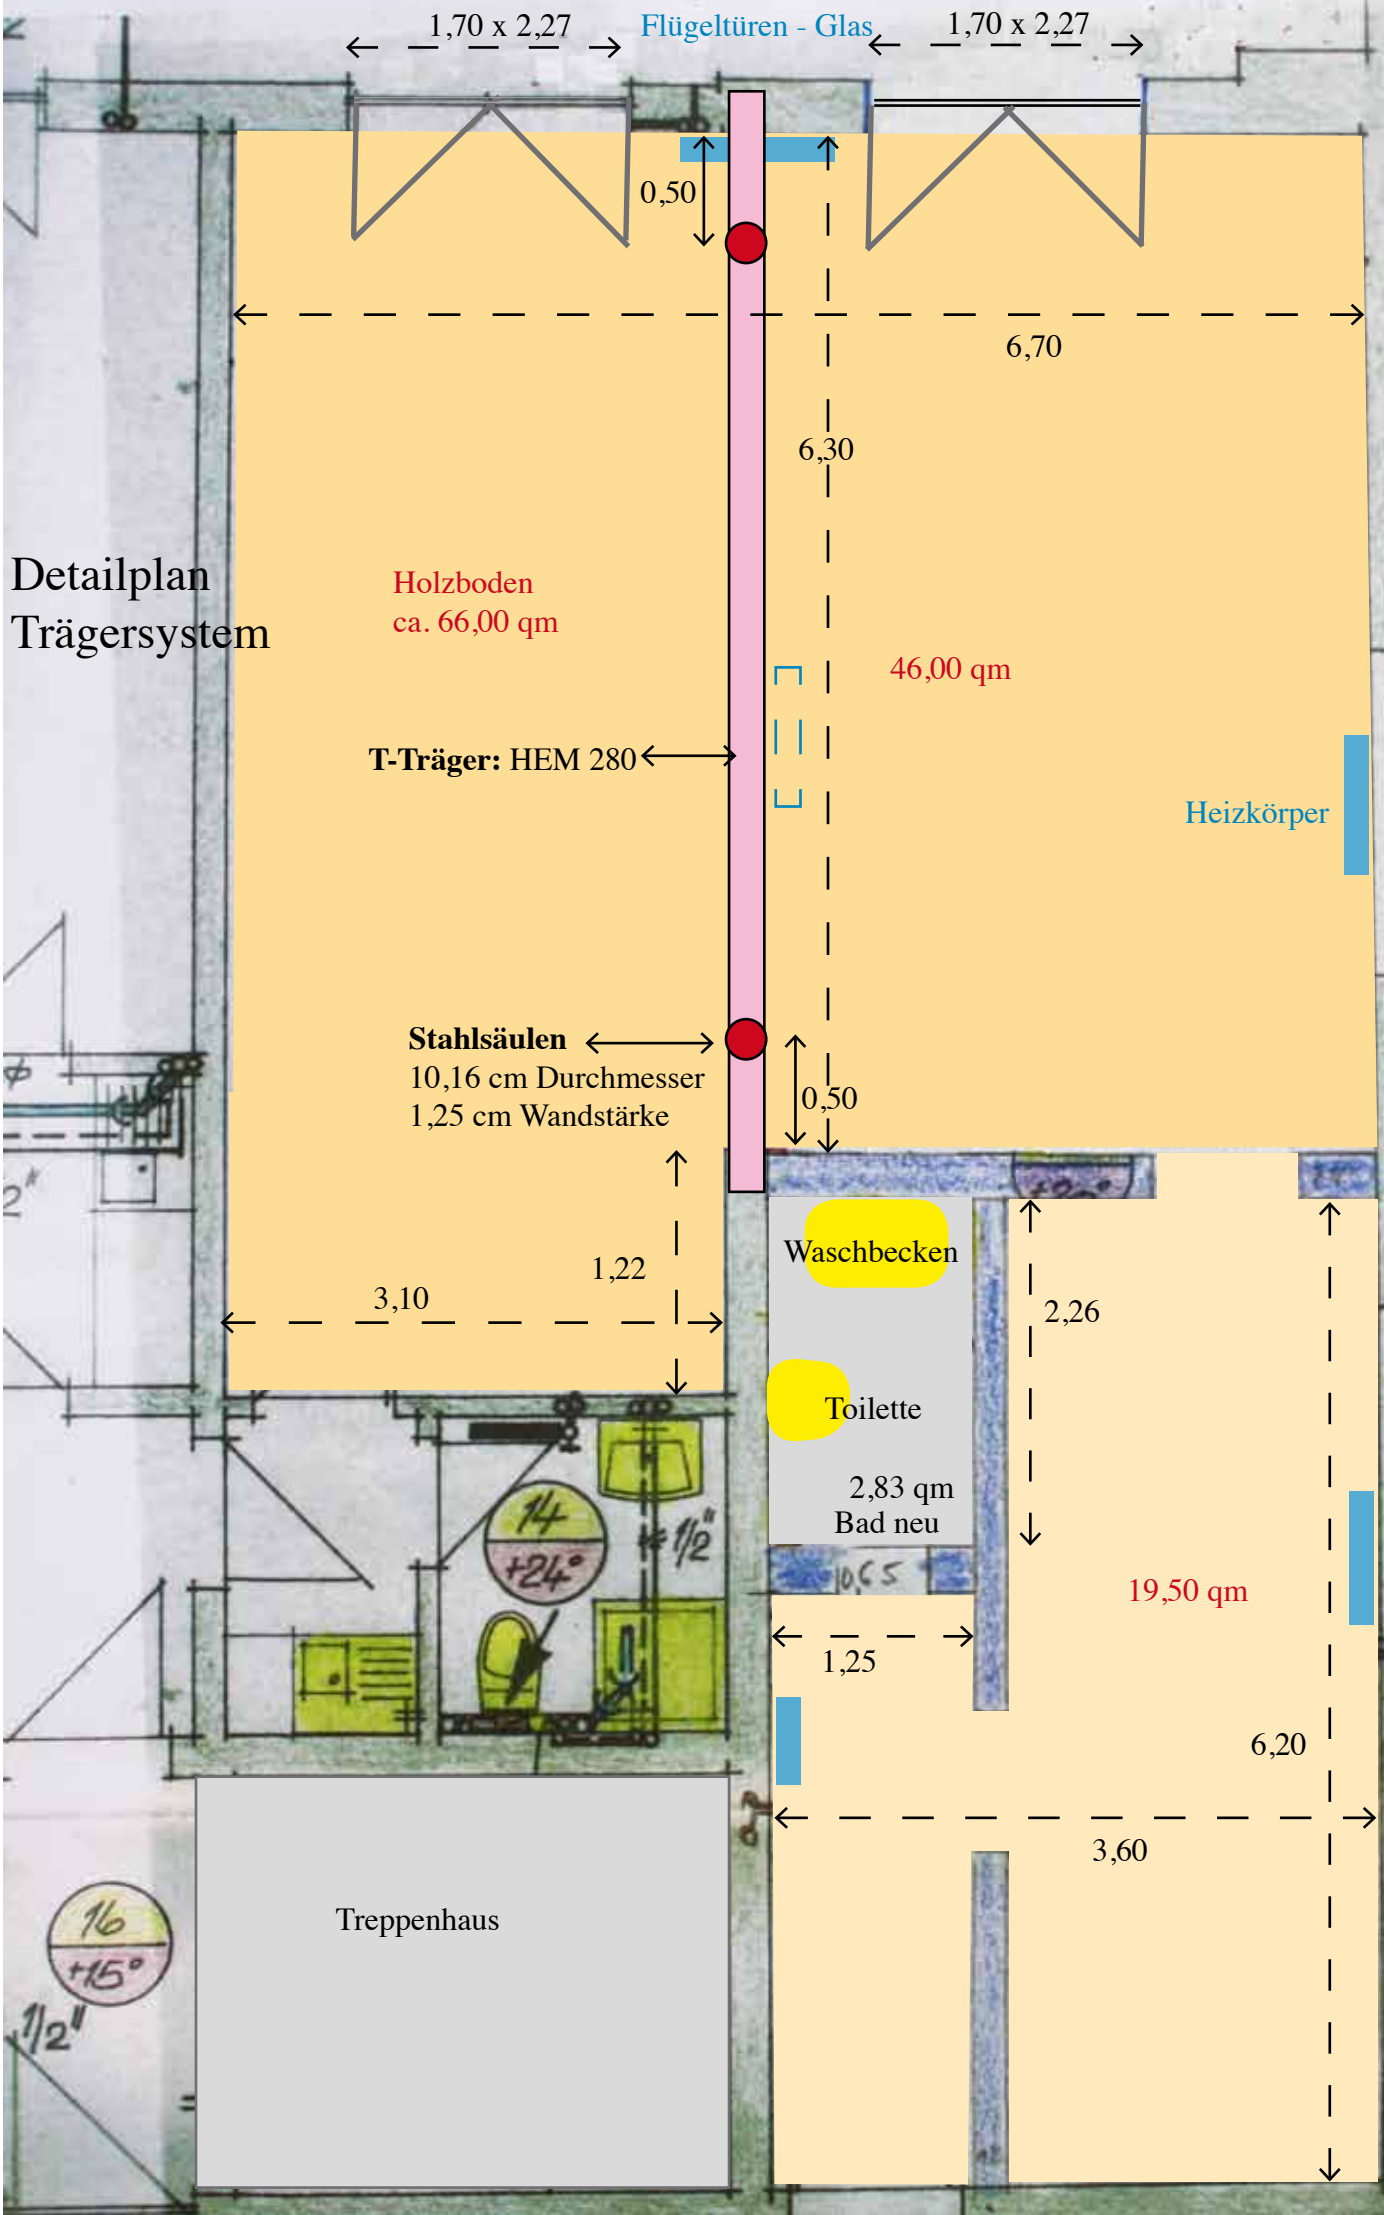 1,70 x 2,27
Flügeltüren - Glas
1,70 x 2,27
0,50
6,70
6,30
Detailplan
Trägersystem
Holzboden
ca. 66,00 qm
46,00 qm
T-Träger: HEM 280
Heizkörper
Stahlsäulen
10,16 cm Durchmesser
1,25 cm Wandstärke
0,50
1,22
3,10
Waschbecken
2,26
Toilette
2,83 qm
Bad neu
14
+24°
1/2"
0,65
19,50 qm
1,25
6,20
3,60
Treppenhaus
16
+15°
1/2"